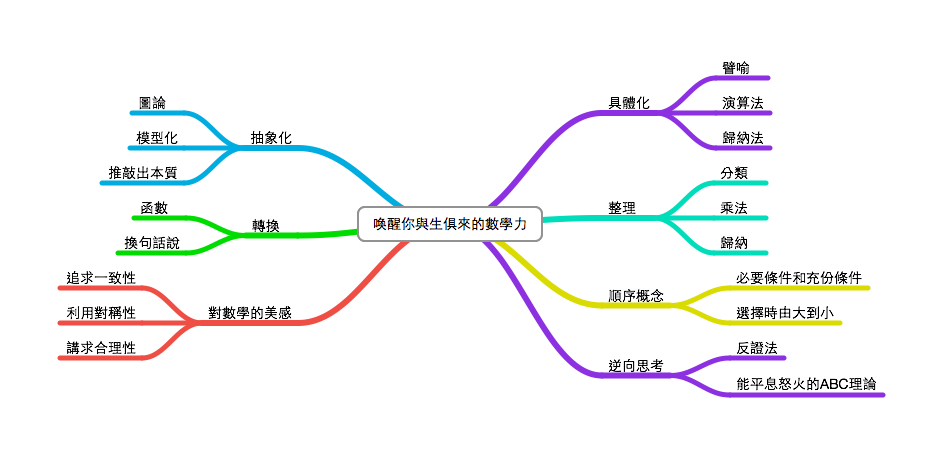 喚醒你與生俱來的數學力
具體化
譬喻
演算法
歸納法
整理
分類
乘法
歸納
順序概念
必要條件和充份條件
選擇時由大到小
逆向思考
反證法
能平息怒火的ABC理論
抽象化
圖論
模型化
推敲出本質
轉換
函數
換句話說
對數學的美感
追求一致性
利用對稱性
講求合理性